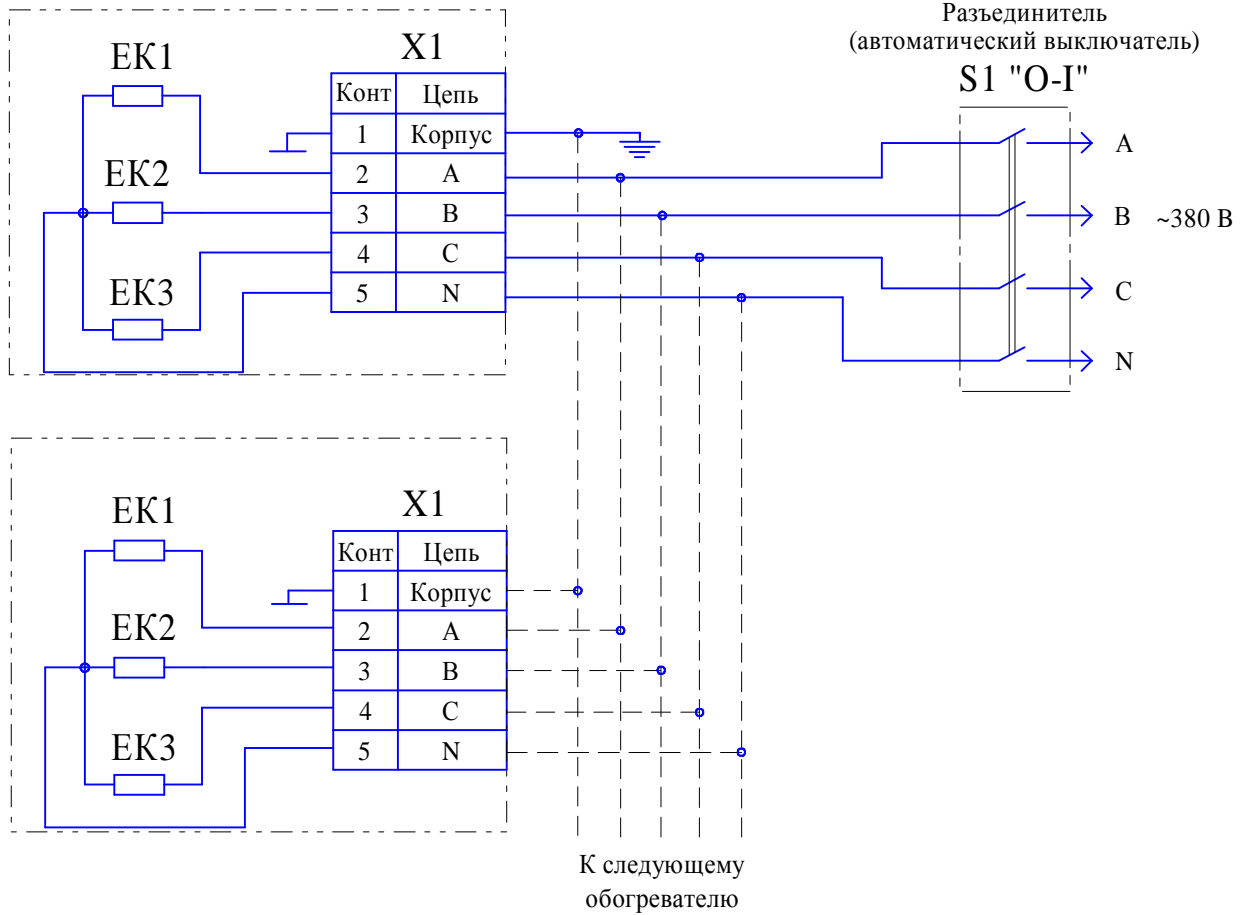 Разъединитель
(автоматический выключатель)
S1 "О-I"
ЕК1
X1
Конт Цепь
1 Корпус
2 А
3 В
4 С
5 N
ЕК2
ЕК3
А
В ~380 В
С
N
ЕК1
X1
Конт Цепь
1 Корпус
2 А
3 В
4 С
5 N
ЕК2
ЕК3
К следующему
обогревателю